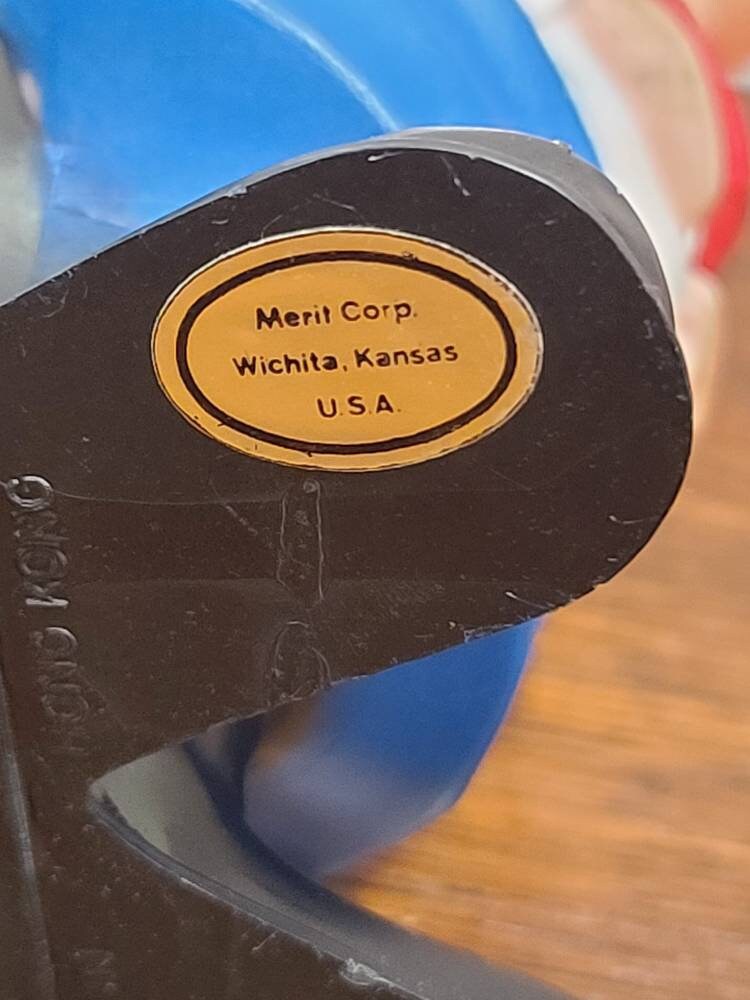 Merit Corp.
Wichita, Kansas
U.S.A.
HONG KONG